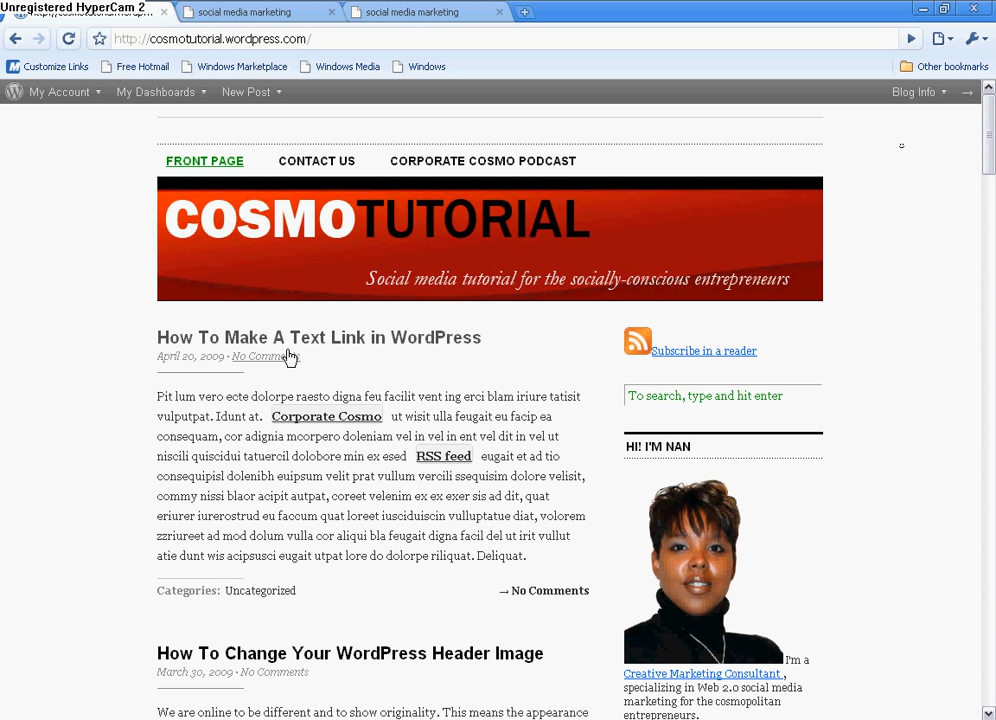 Unregistered HyperCam 2
social media marketing
social media marketing
http://cosmotutorial.wordpress.com/
Customize Links Free Hotmail Windows Marketplace Windows Media Windows Other bookmarks
My Account My Dashboards New Post Blog Info →
FRONT PAGE CONTACT US CORPORATE COSMO PODCAST
COSMOTUTORIAL
Social media tutorial for the socially-conscious entrepreneurs
How To Make A Text Link in WordPress
April 20, 2009 · No Comments
Pit lum vero ecte dolorpe raesto digna feu facilit vent ing erci blam iriure tatisit
vulputpat. Idunt at. Corporate Cosmo ut wisit ulla feugait eu facip ea
consequam, cor adignia mcorpero doleniam vel in vel in ent vel dit in vel ut
niscili quiscidui tatuercil dolobore min ex esed RSS feed eugait et ad tio
consequipisl dolenibh euipsum velit prat vullum vercili ssequisim dolore velisit,
commy nissi blaor acipit autpat, coreet velenim ex ex exer sis ad dit, quat
eriurer iurerostrud eu faccum quat loreet iusciduiscin vulluptatue diat, volorem
zzriureet ad mod dolum vulla cor aliqui bla feugait digna facil del ut irit vullut
atie dunt wis acipsusci eugait utpat lore do dolorpe riliquat. Deliquat.
Categories: Uncategorized → No Comments
How To Change Your WordPress Header Image
March 30, 2009 · No Comments
We are online to be different and to show originality. This means the appearance
Subscribe in a reader
To search, type and hit enter
HI! I'M NAN
I'm a
Creative Marketing Consultant ,
specializing in Web 2.0 social media
marketing for the cosmopolitan
entrepreneurs.